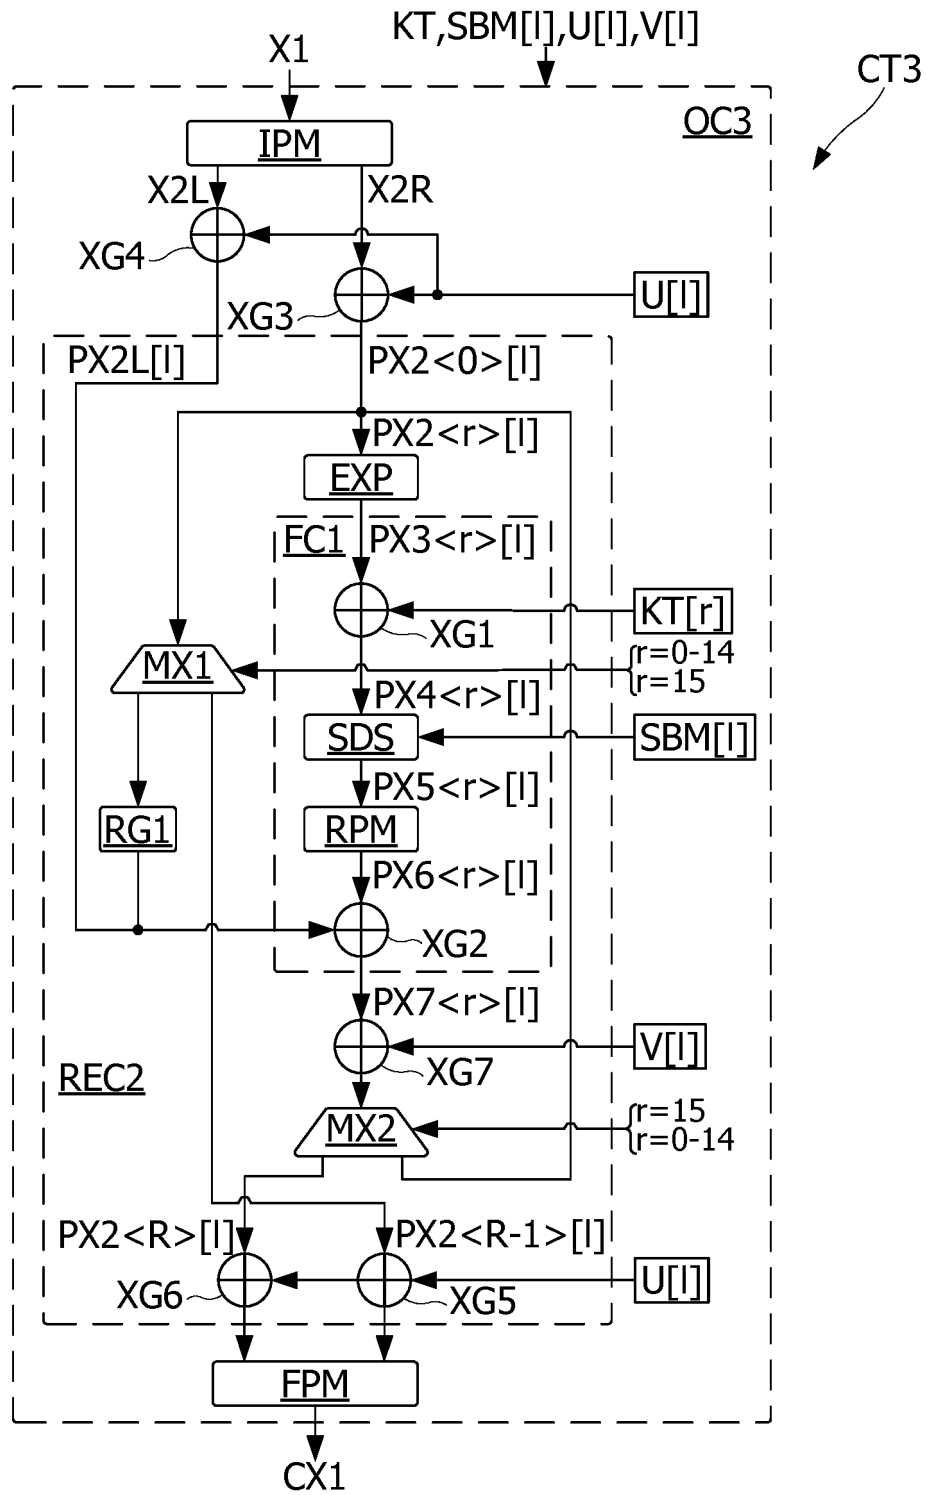 KT,SBM[l],U[l],V[l]
X1
CT3
OC3
IPM
X2L
X2R
XG4
XG3
U[l]
PX2L[l]
PX2<0>[l]
PX2<r>[l]
EXP
FC1
PX3<r>[l]
KT[r]
XG1
r=0-14
MX1
r=15
PX4<r>[l]
SDS
SBM[l]
PX5<r>[l]
RG1
RPM
PX6<r>[l]
XG2
PX7<r>[l]
V[l]
XG7
REC2
r=15
MX2
r=0-14
PX2<R>[l]
PX2<R-1>[l]
XG6
XG5
U[l]
FPM
CX1